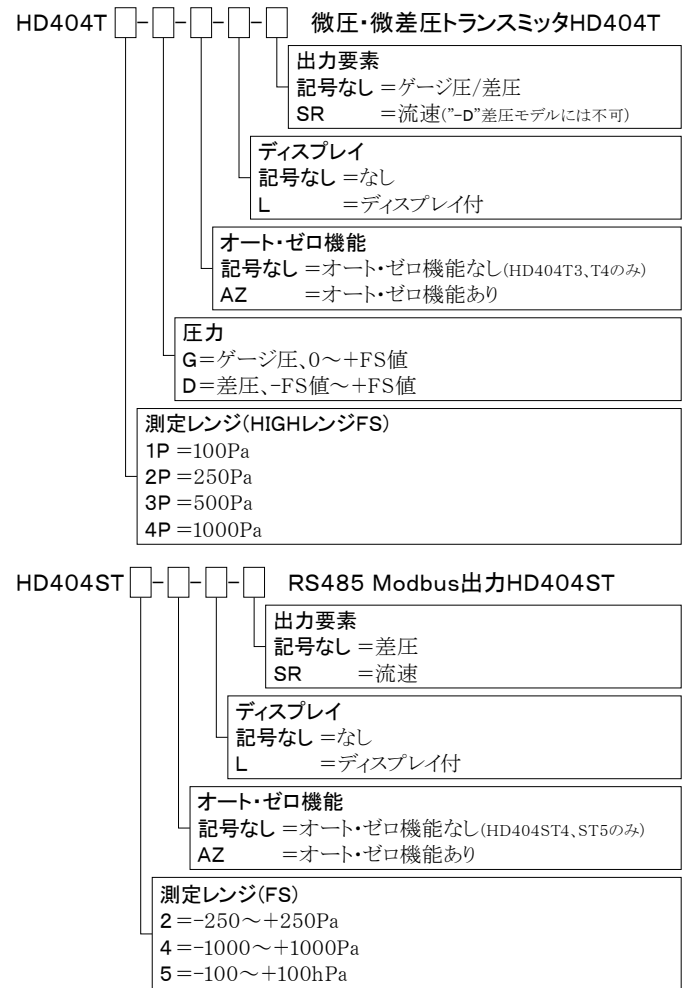 HD404T□-□-□-□-□ 微圧・微差圧トランスミッタHD404T
出力要素
記号なし =ゲージ圧/差圧
SR =流速("-D"差圧モデルには不可)
ディスプレイ
記号なし =なし
L =ディスプレイ付
オート・ゼロ機能
記号なし =オート・ゼロ機能なし(HD404T3、T4のみ)
AZ =オート・ゼロ機能あり
圧力
G=ゲージ圧、0～+FS値
D=差圧、-FS値～+FS値
測定レンジ(HIGHレンジFS)
1P =100Pa
2P =250Pa
3P =500Pa
4P =1000Pa
HD404ST□-□-□-□ RS485 Modbus出力HD404ST
出力要素
記号なし =差圧
SR =流速
ディスプレイ
記号なし =なし
L =ディスプレイ付
オート・ゼロ機能
記号なし =オート・ゼロ機能なし(HD404ST4、ST5のみ)
AZ =オート・ゼロ機能あり
測定レンジ(FS)
2 =-250～+250Pa
4 =-1000～+1000Pa
5 =-100～+100hPa